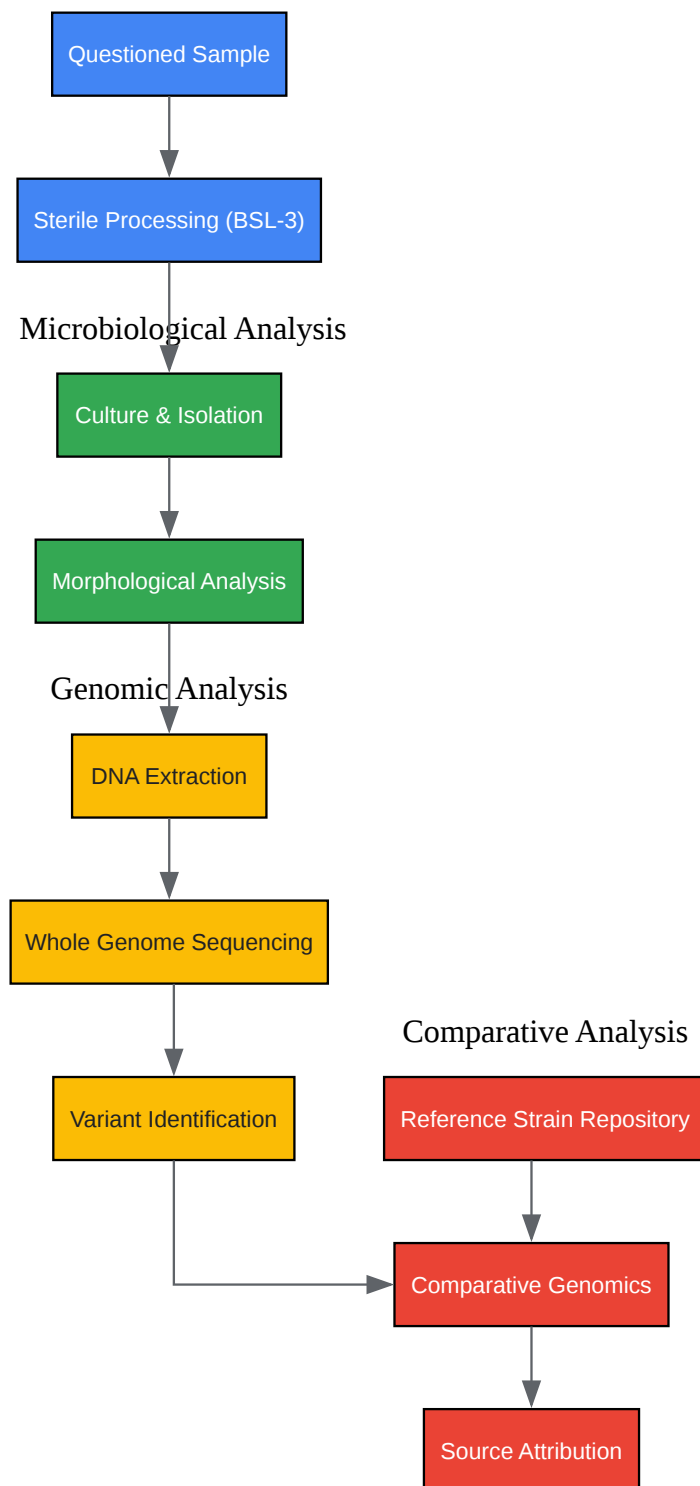 Questioned Sample
Sterile Processing (BSL-3)
Microbiological Analysis
Culture & Isolation
Morphological Analysis
Genomic Analysis
DNA Extraction
Whole Genome Sequencing
Comparative Analysis
Variant Identification
Reference Strain Repository
Comparative Genomics
Source Attribution